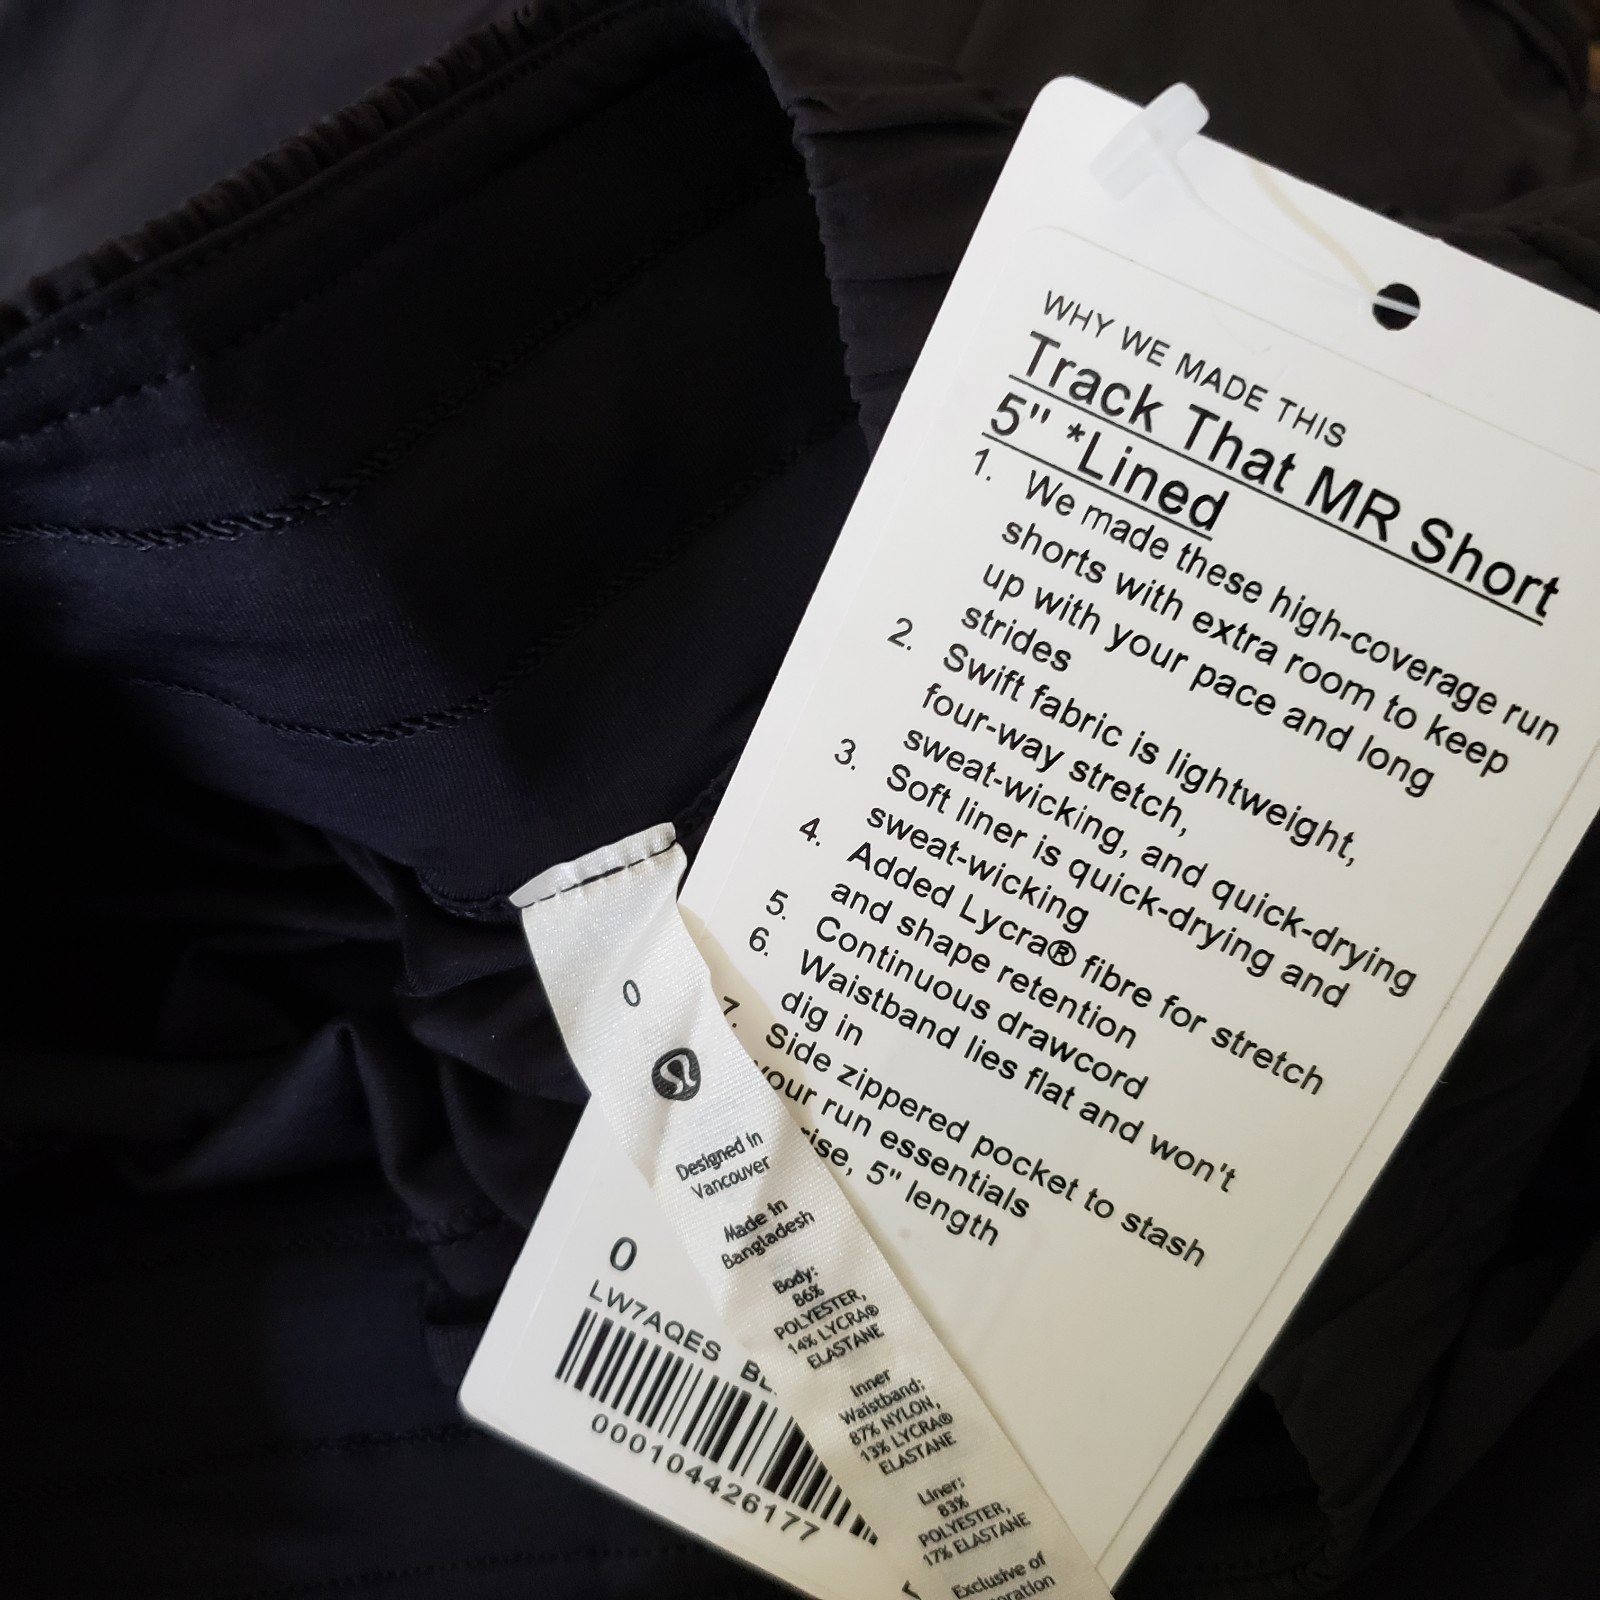 WHY WE MADE THIS
Track That MR Short
5" *Lined
1. We made these high-coverage run
shorts with extra room to keep
up with your pace and long
strides
2. Swift fabric is lightweight,
four-way stretch,
sweat-wicking, and quick-drying
3. Soft liner is quick-drying and
sweat-wicking
4. Added Lycra® fibre for stretch
and shape retention
5. Continuous drawcord
6. Waistband lies flat and won't
dig in
7. Side zippered pocket to stash
your run essentials
5" length
0
LW7AQES
000104426177
0
Designed in
Vancouver
Made in
Bangladesh
Body:
86%
POLYESTER,
14% LYCRA®
ELASTANE
Inner
Waistband:
87% NYLON,
13% LYCRA®
ELASTANE
Liner:
83%
POLYESTER,
17% ELASTANE
Exclusive of